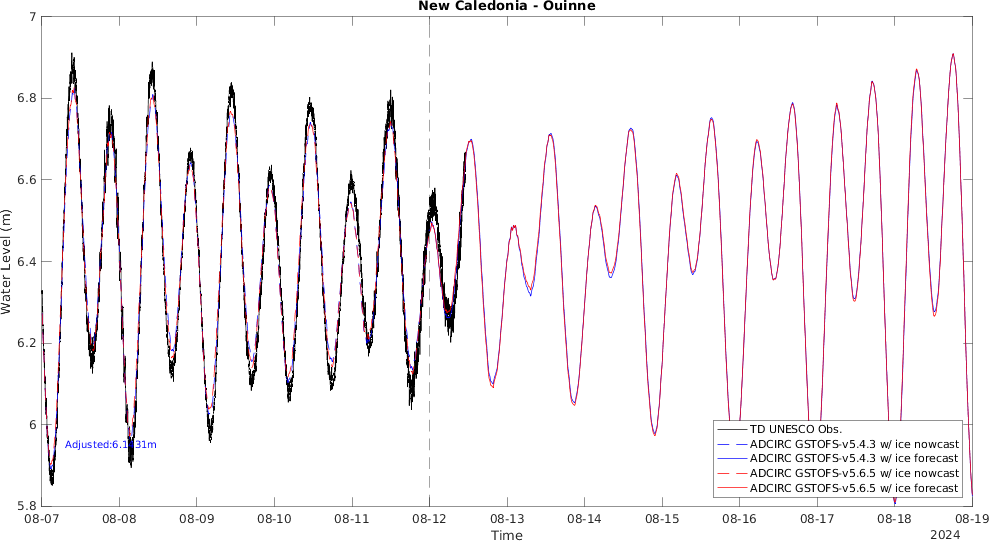 New Caledonia - Ouinne
7
6.8
6.6
6.4
6.2
6
5.8
Water Level (m)
Adjusted:6.1
31m
TD UNESCO Obs.
ADCIRC GSTOFS-v5.4.3 w/ ice nowcast
ADCIRC GSTOFS-v5.4.3 w/ ice forecast
ADCIRC GSTOFS-v5.6.5 w/ ice nowcast
ADCIRC GSTOFS-v5.6.5 w/ ice forecast
08-07 08-08 08-09 08-10 08-11 08-12 08-13 08-14 08-15 08-16 08-17 08-18 08-19
Time
2024